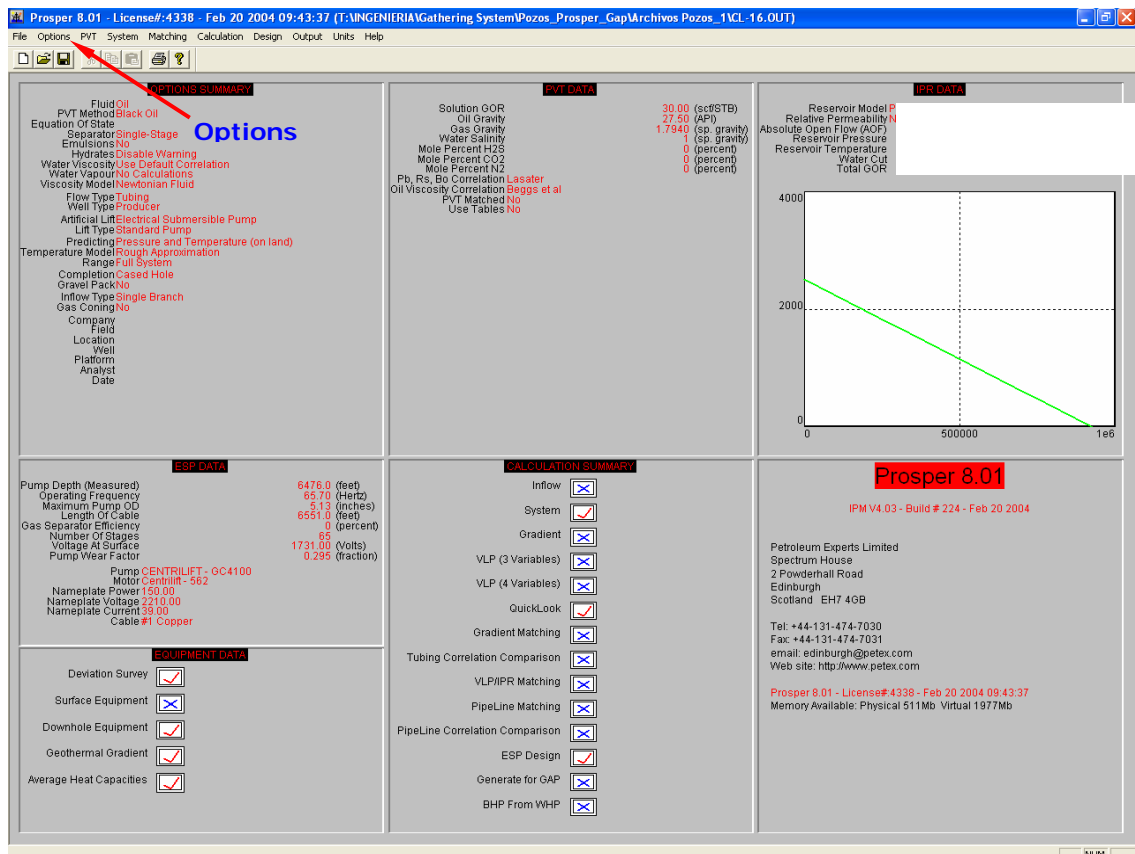 Prosper 8.01 - License#:4338 - Feb 20 2004 09:43:37 (T:\INGENIERIA\Gathering System\Pozos_Prosper_Gap\Archivos Pozos_1\CL-16.OUT)
File Options PVT System Matching Calculation Design Output Units Help
OPTIONS SUMMARY
Fluid Oil
PVT Method Black Oil
Equation Of State
Separator Single-Stage
Emulsions No
Hydrates Disable Warning
Water Viscosity Use Default Correlation
Water Vapour No Calculations
Viscosity Model Newtonian Fluid
Flow Type Tubing
Well Type Producer
Artificial Lift Electrical Submersible Pump
Lift Type Standard Pump
Predicting Pressure and Temperature (on land)
Temperature Model Rough Approximation
Range Full System
Completion Cased Hole
Gravel Pack No
Inflow Type Single Branch
Gas Coning No
Company
Field
Location
Well
Platform
Analyst
Date
Options
PVT DATA
Solution GOR 30.00 (scf/STB)
Oil Gravity 27.50 (API)
Gas Gravity 1.7940 (sp. gravity)
Water Salinity 1 (sp. gravity)
Mole Percent H2S 0 (percent)
Mole Percent CO2 0 (percent)
Mole Percent N2 0 (percent)
Pb, Rs, Bo Correlation Lasater
Oil Viscosity Correlation Beggs et al
PVT Matched No
Use Tables No
IPR DATA
Reservoir Model P
Relative Permeability N
Absolute Open Flow (AOF)
Reservoir Pressure
Reservoir Temperature
Water Cut
Total GOR
4000
2000
0
0 500000 1e6
ESP DATA
Pump Depth (Measured) 6476.0 (feet)
Operating Frequency 65.70 (Hertz)
Maximum Pump OD 5.13 (inches)
Length Of Cable 6551.0 (feet)
Gas Separator Efficiency 0 (percent)
Number Of Stages 65
Voltage At Surface 1731.00 (Volts)
Pump Wear Factor 0.295 (fraction)
Pump CENTRILIFT - GC4100
Motor Centrilift - 562
Nameplate Power 150.00
Nameplate Voltage 2210.00
Nameplate Current 39.00
Cable #1 Copper
EQUIPMENT DATA
Deviation Survey
Surface Equipment
Downhole Equipment
Geothermal Gradient
Average Heat Capacities
CALCULATION SUMMARY
Inflow
System
Gradient
VLP (3 Variables)
VLP (4 Variables)
QuickLook
Gradient Matching
Tubing Correlation Comparison
VLP/IPR Matching
PipeLine Matching
PipeLine Correlation Comparison
ESP Design
Generate for GAP
BHP From WHP
Prosper 8.01
IPM V4.03 - Build # 224 - Feb 20 2004
Petroleum Experts Limited
Spectrum House
2 Powderhall Road
Edinburgh
Scotland EH7 4GB
Tel: +44-131-474-7030
Fax: +44-131-474-7031
email: edinburgh@petex.com
Web site: http://www.petex.com
Prosper 8.01 - License#:4338 - Feb 20 2004 09:43:37
Memory Available: Physical 511Mb Virtual 1977Mb
NUM